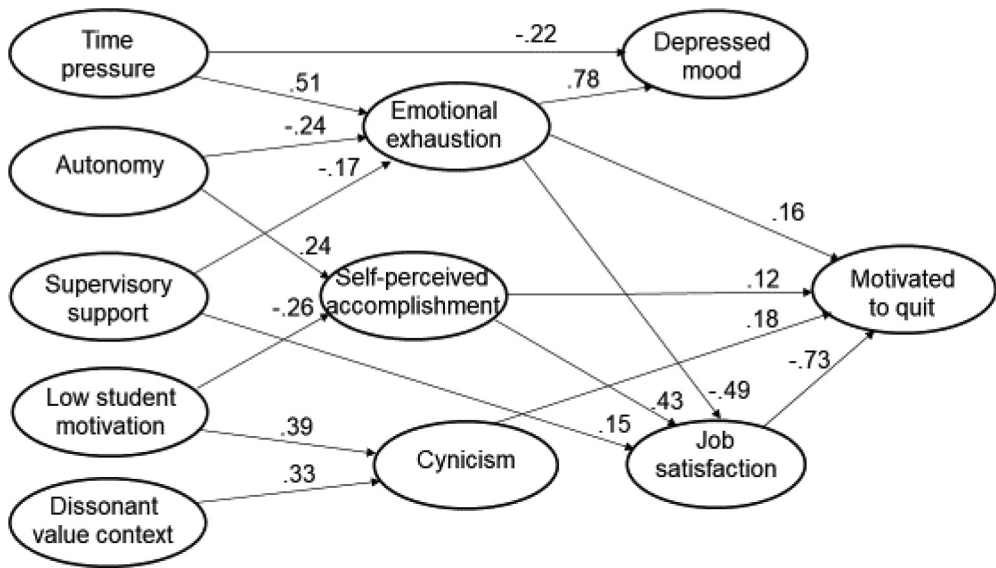 Time
pressure
-.22
Depressed
mood
.51
.78
Emotional
exhaustion
-.24
Autonomy
-.17
.16
.24
Supervisory
support
Self-perceived
accomplishment
-.26
.12
Motivated
to quit
.18
-.73
Low student
motivation
-.49
.43
.15
.39
Cynicism
Job
satisfaction
.33
Dissonant
value context